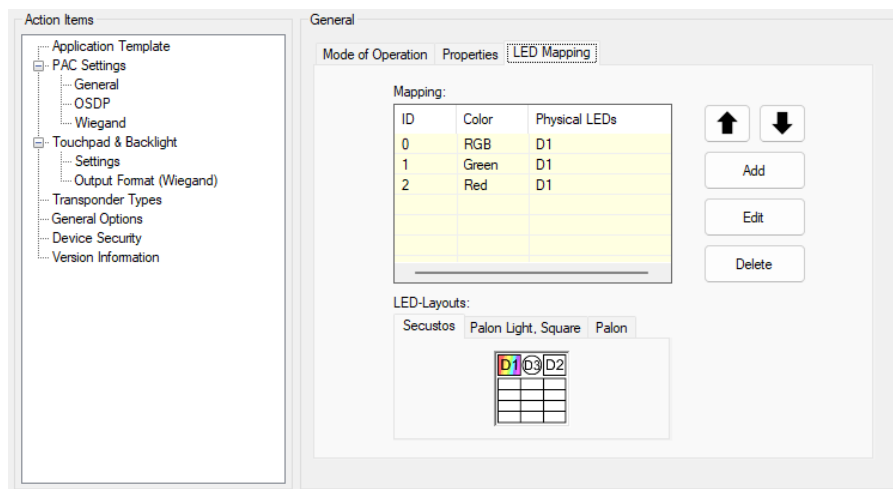 Action Items
Application Template
PAC Settings
General
OSDP
Wiegand
Touchpad & Backlight
Settings
Output Format (Wiegand)
Transponder Types
General Options
Device Security
Version Information
General
Mode of Operation Properties LED Mapping
Mapping:
ID Color Physical LEDs
0 RGB D1
1 Green D1
2 Red D1
Add
Edit
Delete
LED-Layouts:
Secustos Palon Light, Square Palon
D1 D3 D2